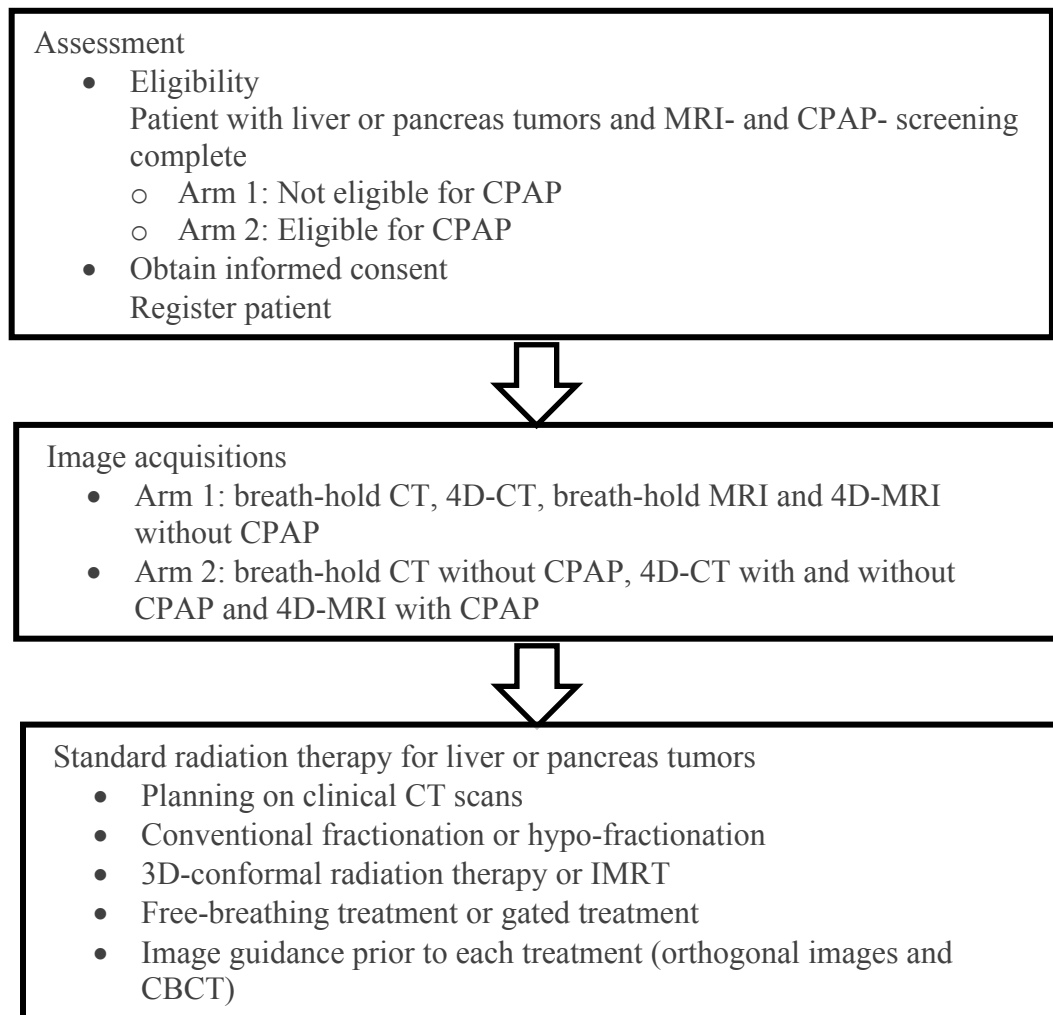 Assessment
• Eligibility
Patient with liver or pancreas tumors and MRI- and CPAP- screening
complete
o Arm 1: Not eligible for CPAP
o Arm 2: Eligible for CPAP
• Obtain informed consent
Register patient
Image acquisitions
• Arm 1: breath-hold CT, 4D-CT, breath-hold MRI and 4D-MRI
without CPAP
• Arm 2: breath-hold CT without CPAP, 4D-CT with and without
CPAP and 4D-MRI with CPAP
Standard radiation therapy for liver or pancreas tumors
• Planning on clinical CT scans
• Conventional fractionation or hypo-fractionation
• 3D-conformal radiation therapy or IMRT
• Free-breathing treatment or gated treatment
• Image guidance prior to each treatment (orthogonal images and
CBCT)